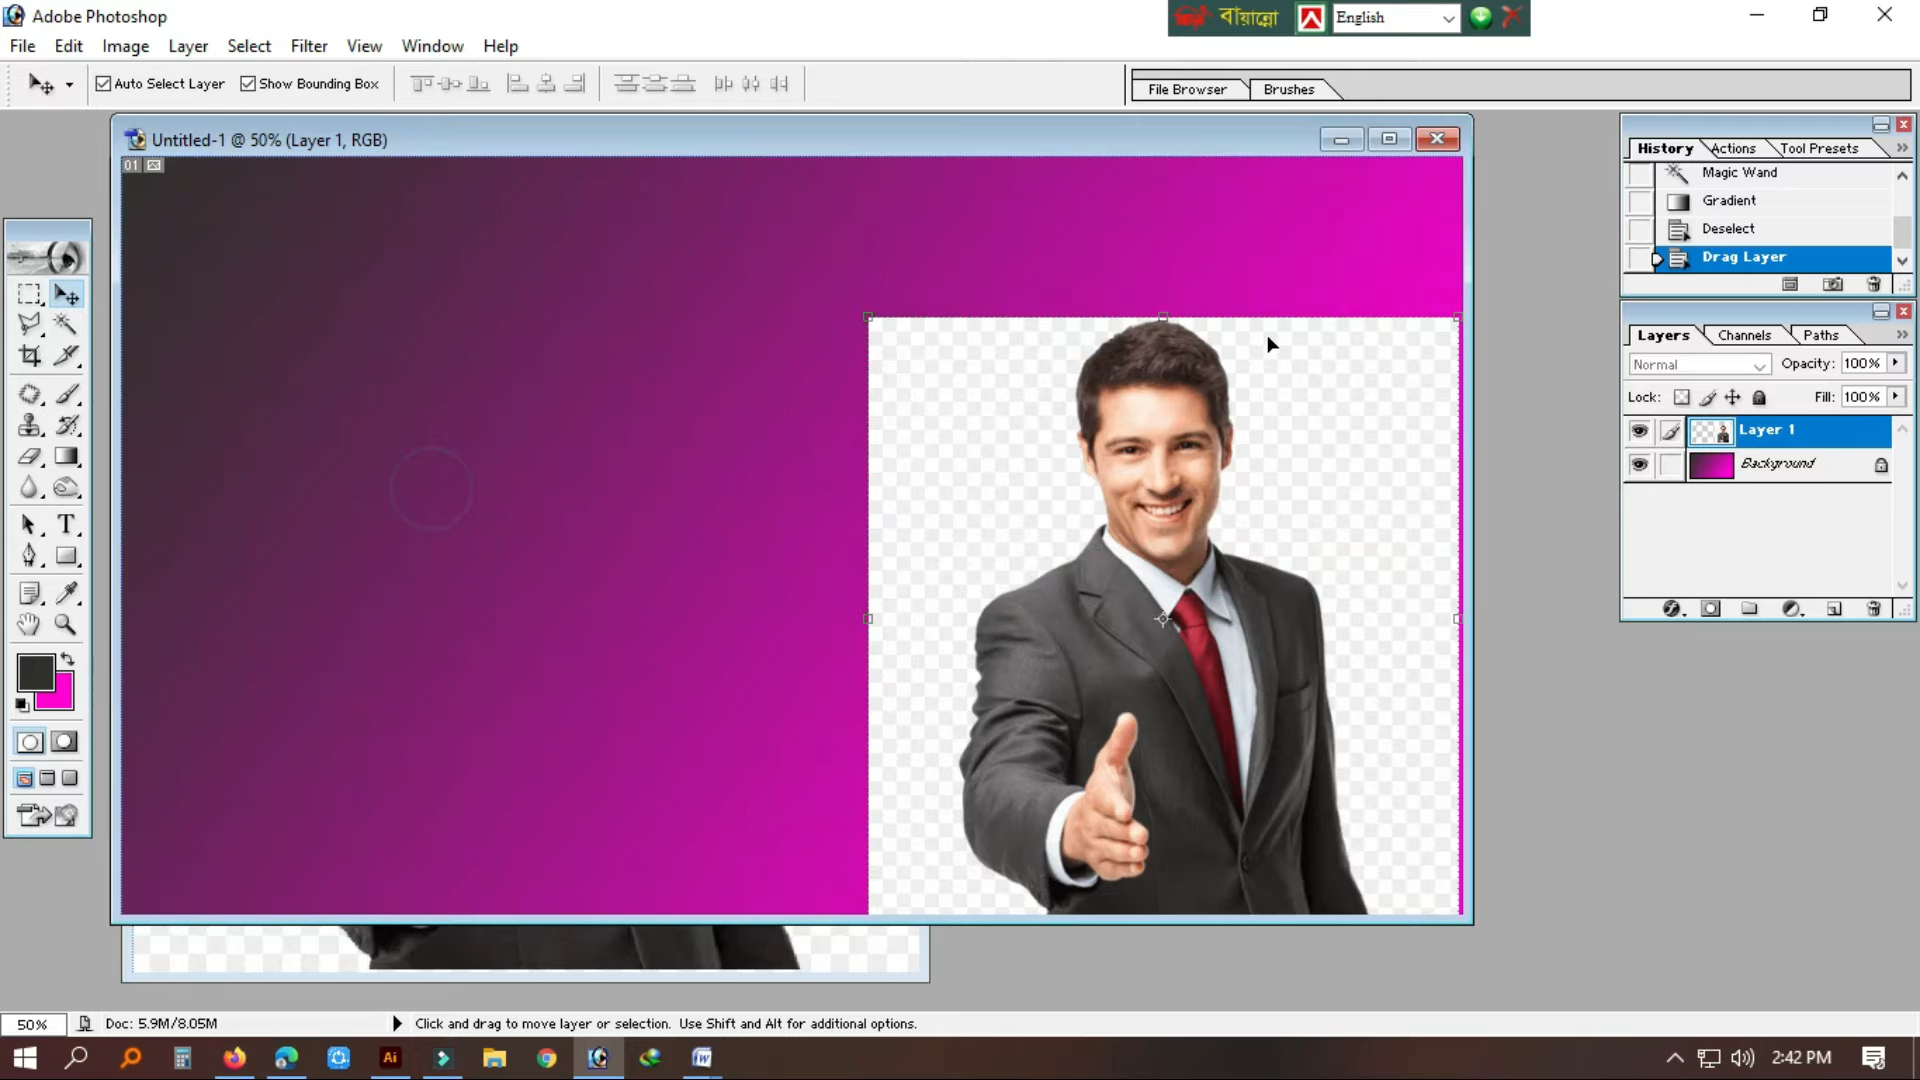 Adobe Photoshop
বায়ান্নো
English
File Edit Image Layer Select Filter View Window Help
Auto Select Layer
Show Bounding Box
File Browser
Brushes
Untitled-1 @ 50% (Layer 1, RGB)
01
History
Actions
Tool Presets
Magic Wand
Gradient
Deselect
Drag Layer
Layers
Channels
Paths
Normal
Opacity: 100%
Lock:
Fill: 100%
Layer 1
Background
T
50%
Doc: 5.9M/8.05M
Click and drag to move layer or selection. Use Shift and Alt for additional options.
Ai
W
2:42 PM